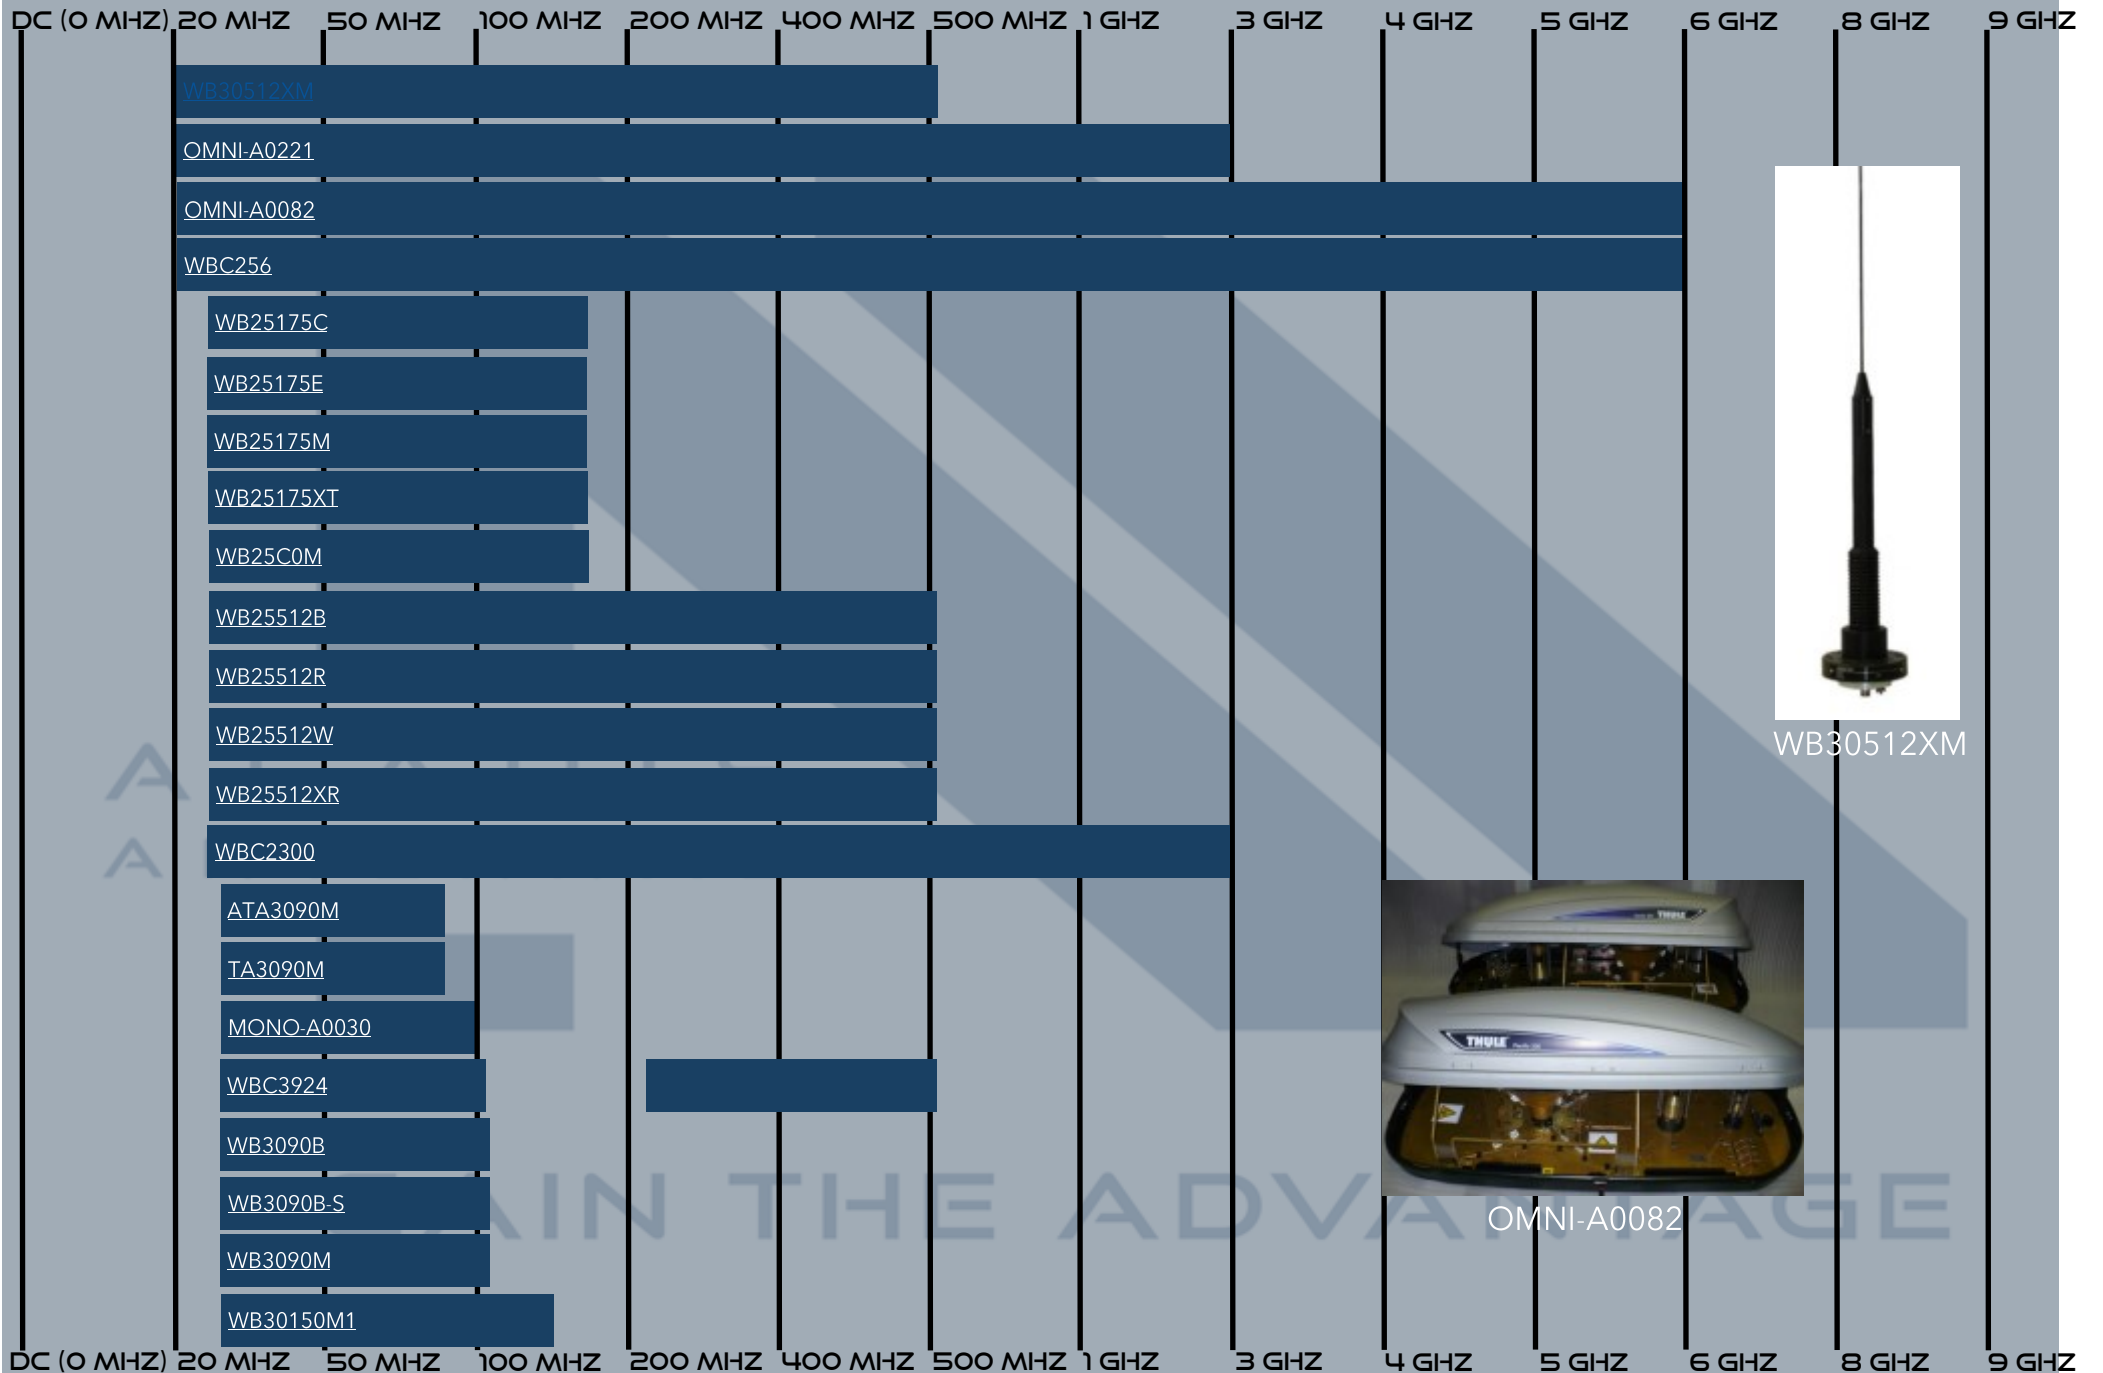 DC (0 MHZ) 20 MHZ 50 MHZ 100 MHZ 200 MHZ 400 MHZ 500 MHZ 1 GHZ 3 GHZ 4 GHZ 5 GHZ 6 GHZ 8 GHZ 9 GHZ
WB30512XM
OMNI-A0221
OMNI-A0082
WBC256
WB25175C
WB25175E
WB25175M
WB25175XT
WB25C0M
WB25512B
WB25512R
WB25512W
WB30512XM
WB25512XR
WBC2300
ATA3090M
THULE
TA3090M
MONO-A0030
THULE
WBC3924
WB3090B
WB3090B-S
GAIN THE ADVANTAGE
OMNI-A0082
WB3090M
WB30150M1
DC (0 MHZ) 20 MHZ 50 MHZ 100 MHZ 200 MHZ 400 MHZ 500 MHZ 1 GHZ 3 GHZ 4 GHZ 5 GHZ 6 GHZ 8 GHZ 9 GHZ